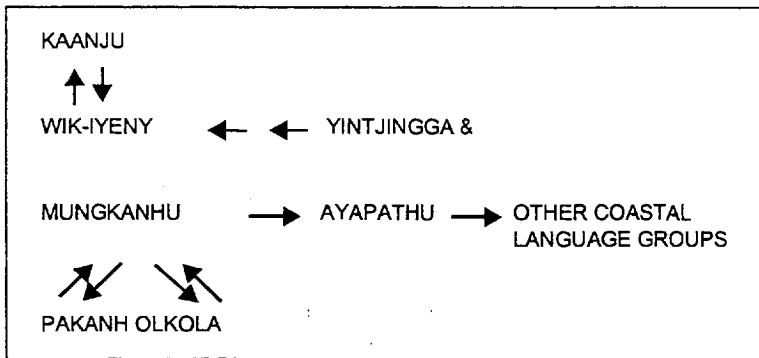 KAANJU
WIK-IYENY YINTJINGGA &
MUNGKANHU AYAPATHU OTHER COASTAL
LANGUAGE GROUPS
PAKANH OLKOLA